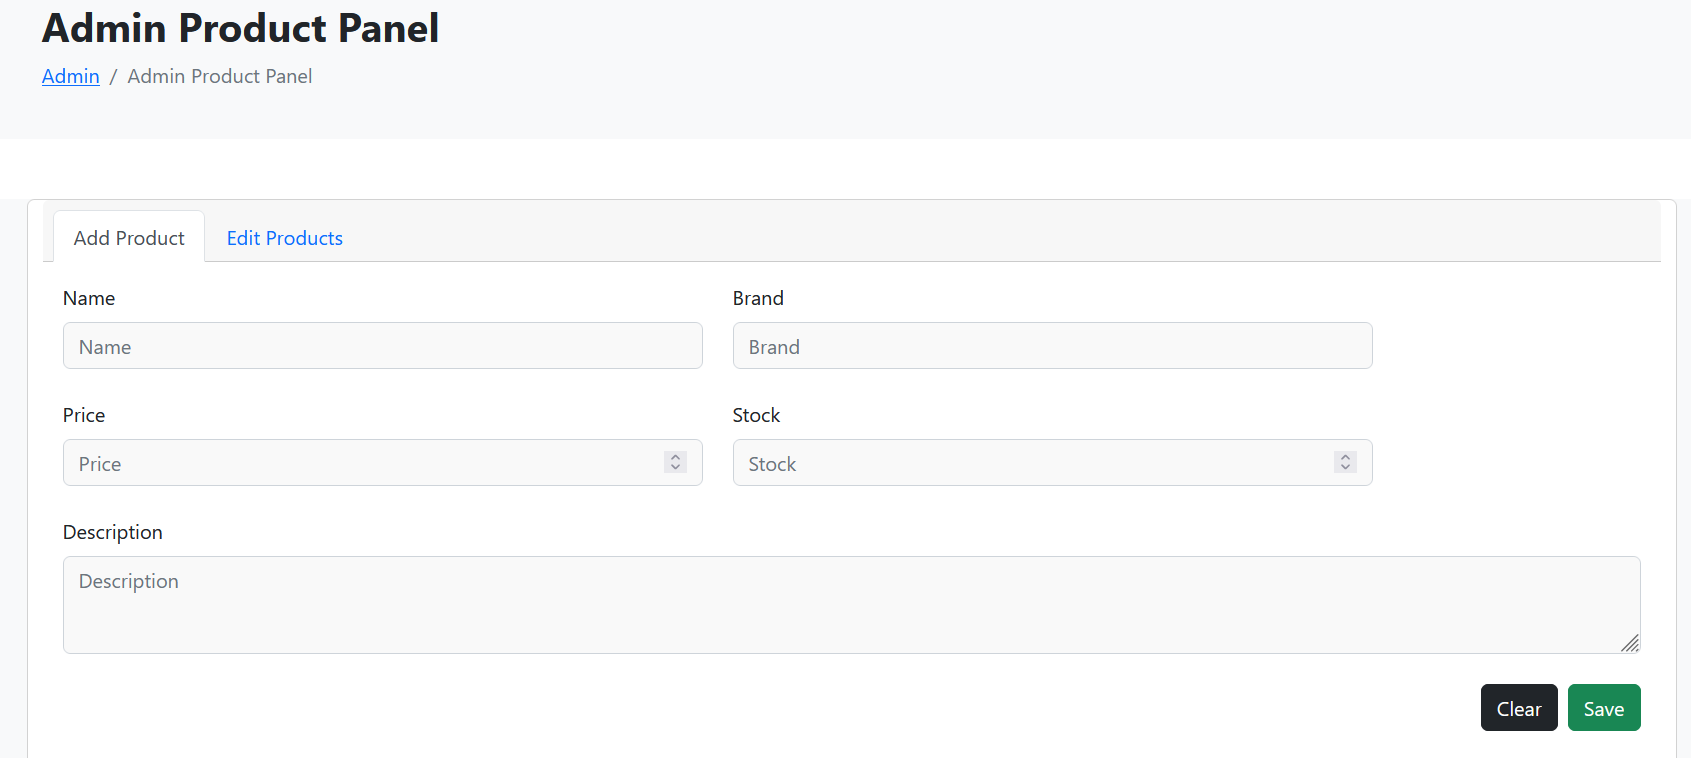 Admin Product Panel
Admin / Admin Product Panel
Add Product Edit Products
Name Brand
Name Brand
Price Stock
Price Stock
Description
Description
Clear Save